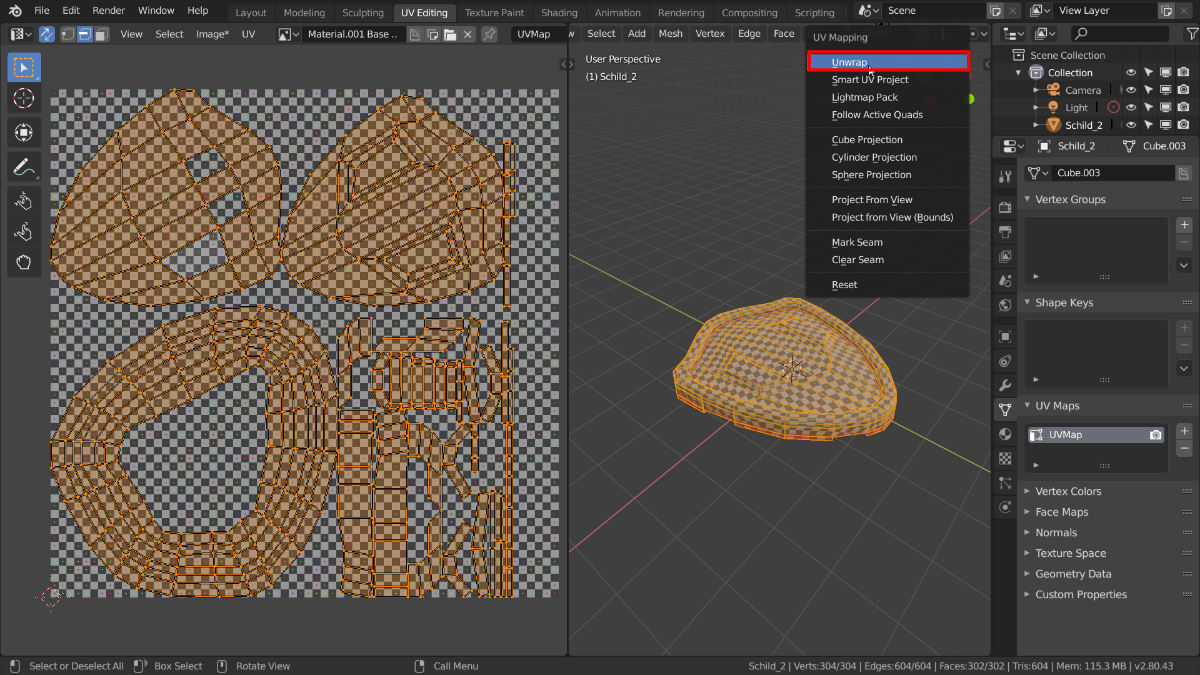 File Edit Render Window Help
Layout Modeling Sculpting UV Editing Texture Paint Shading Animation Rendering Compositing Scripting
Scene
View Layer
View Select Image* UV
Material.001 Base ..
UVMap
Select Add Mesh Vertex Edge Face
User Perspective
(1) Schild_2
UV Mapping
Unwrap
Smart UV Project
Lightmap Pack
Follow Active Quads
Cube Projection
Cylinder Projection
Sphere Projection
Project From View
Project from View (Bounds)
Mark Seam
Clear Seam
Reset
Scene Collection
Collection
Camera
Light
Schild_2
Schild_2 Cube.003
Cube.003
Vertex Groups
Shape Keys
UV Maps
UVMap
Vertex Colors
Face Maps
Normals
Texture Space
Geometry Data
Custom Properties
Select or Deselect All Box Select Rotate View Call Menu
Schild_2 | Verts:304/304 | Edges:604/604 | Faces:302/302 | Tris:604 | Mem: 115.3 MB | v2.80.43